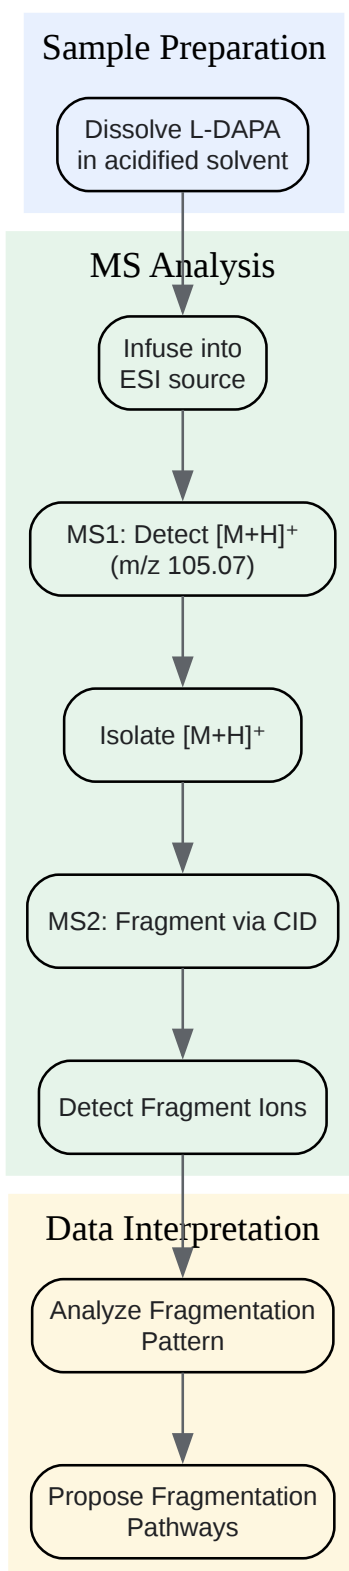 Sample Preparation
Dissolve L-DAPA
in acidified solvent
MS Analysis
Infuse into
ESI source
MS1: Detect [M+H]⁺
(m/z 105.07)
Isolate [M+H]⁺
MS2: Fragment via CID
Detect Fragment Ions
Data Interpretation
Analyze Fragmentation
Pattern
Propose Fragmentation
Pathways